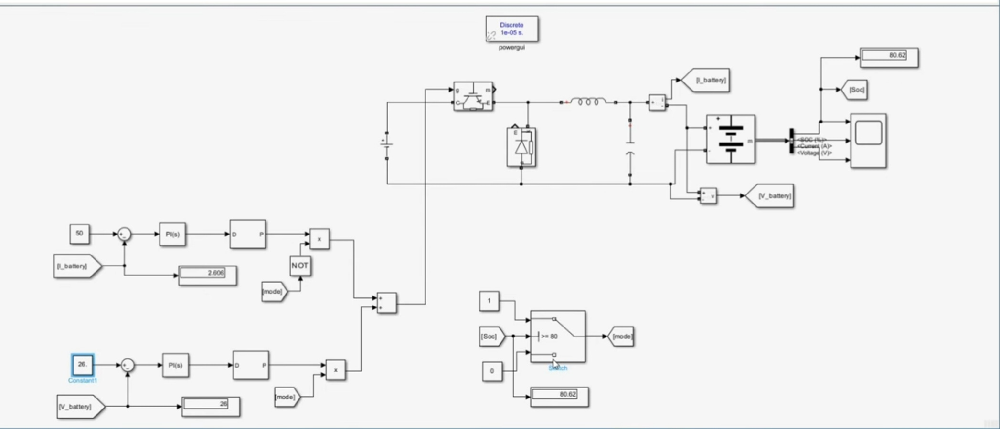 Discrete
1e-05 s.
powergui
80.62
[I_battery]
[Soc]
g
m
C
E
+
i
-
+
+
E
+
-
m
<SOC (%)>
<Current (A)>
<Voltage (V)>
+
-
v
[V_battery]
50
+
-
PI(s)
D
P
x
[I_battery]
2.606
NOT
[mode]
+
+
1
[Soc]
>= 80
[mode]
26.
Constant1
+
-
PI(s)
D
P
x
0
Switch
[mode]
80.62
[V_battery]
26